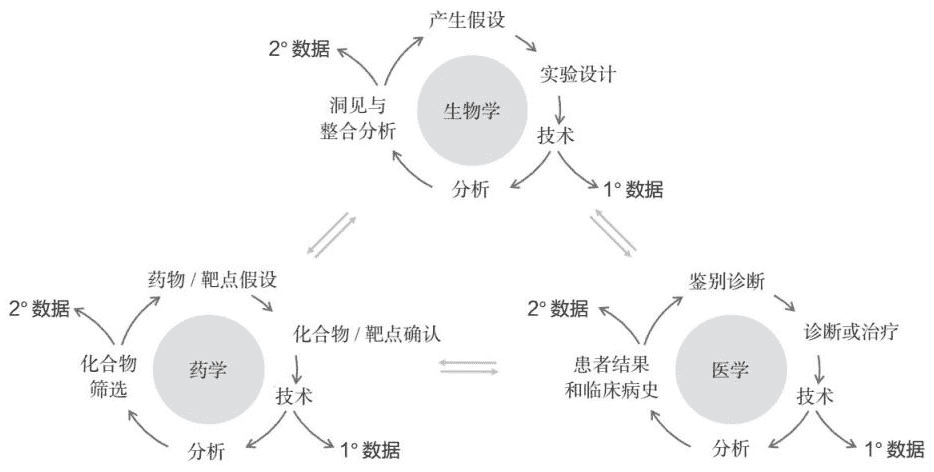 产生假设
2° 数据
实验设计
洞见与
整合分析
生物学
技术
分析
1° 数据
药物 / 靶点假设
2° 数据
化合物 / 靶点确认
化合物
筛选
药学
技术
分析
1° 数据
鉴别诊断
2° 数据
诊断或治疗
患者结果
和临床病史
医学
技术
分析
1° 数据